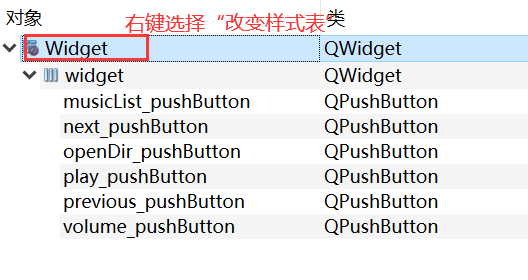 对象 右键选择“改变样式表” 类
Widget QWidget
widget QWidget
musicList_pushButton QPushButton
next_pushButton QPushButton
openDir_pushButton QPushButton
play_pushButton QPushButton
previous_pushButton QPushButton
volume_pushButton QPushButton